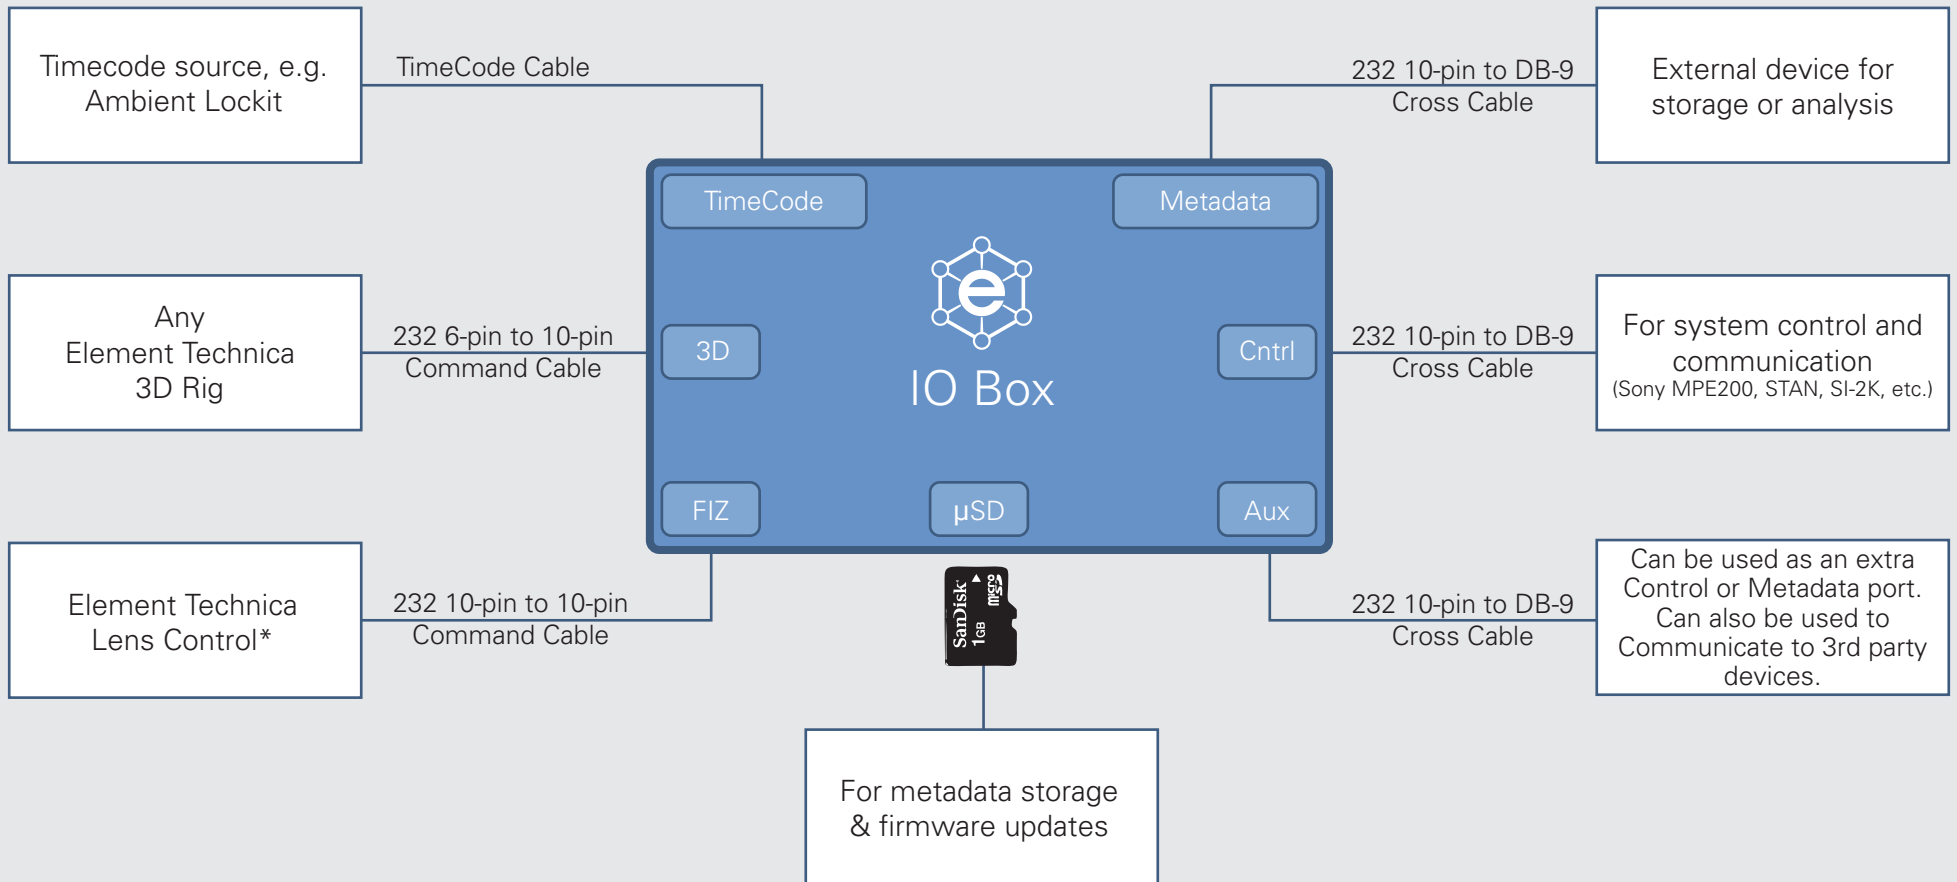 Timecode source, e.g.
Ambient Lockit
TimeCode Cable
232 10-pin to DB-9
Cross Cable
External device for
storage or analysis
TimeCode
Metadata
Any
Element Technica
3D Rig
232 6-pin to 10-pin
Command Cable
3D
e
IO Box
Cntrl
232 10-pin to DB-9
Cross Cable
For system control and
communication
(Sony MPE200, STAN, SI-2K, etc.)
FIZ
µSD
Aux
Element Technica
Lens Control*
232 10-pin to 10-pin
Command Cable
SanDisk
1GB
micro
SD
232 10-pin to DB-9
Cross Cable
Can be used as an extra
Control or Metadata port.
Can also be used to
Communicate to 3rd party
devices.
For metadata storage
& firmware updates